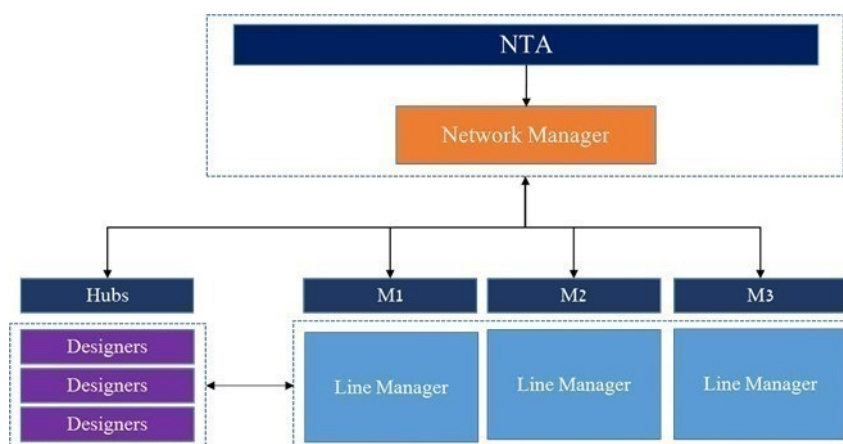 NTA
Network Manager
Hubs
M1
M2
M3
Designers
Designers
Designers
Line Manager
Line Manager
Line Manager